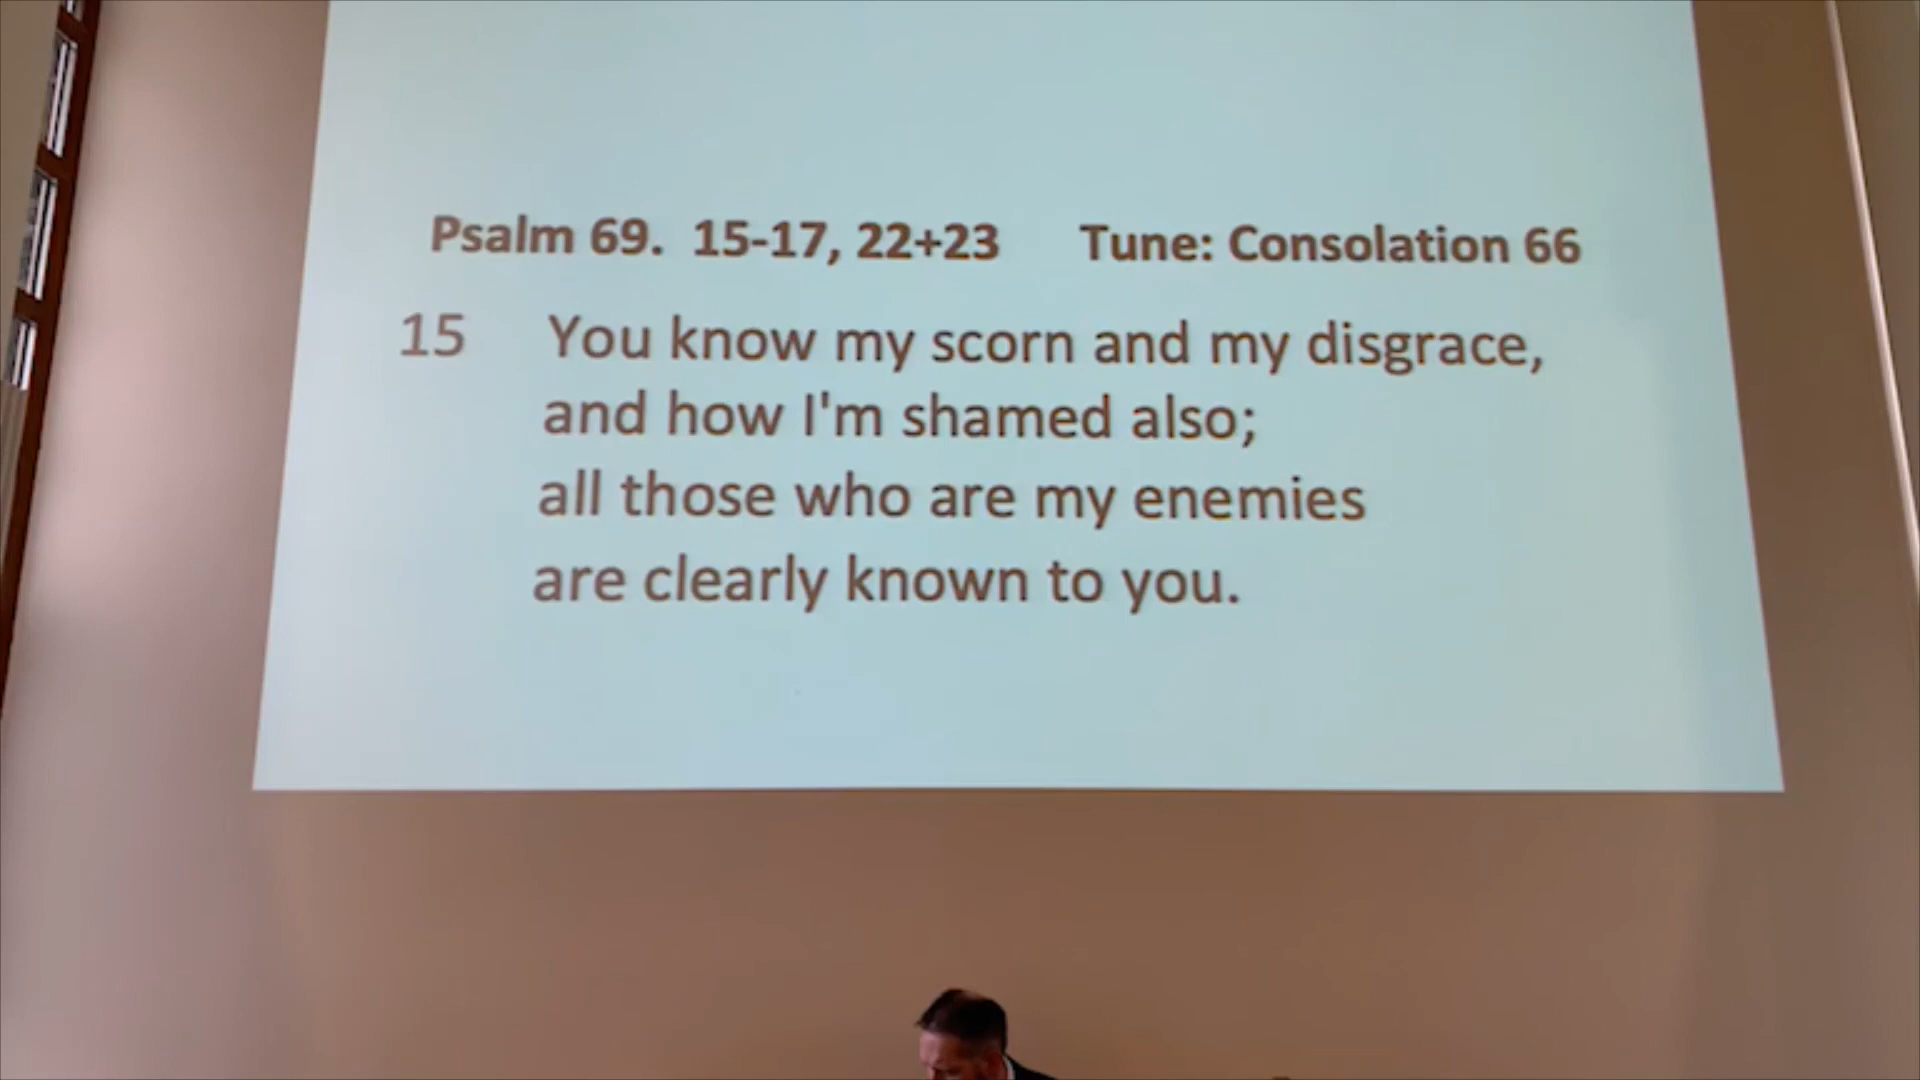 Psalm 69. 15-17, 22+23 Tune: Consolation 66
15 You know my scorn and my disgrace,
and how I'm shamed also;
all those who are my enemies
are clearly known to you.